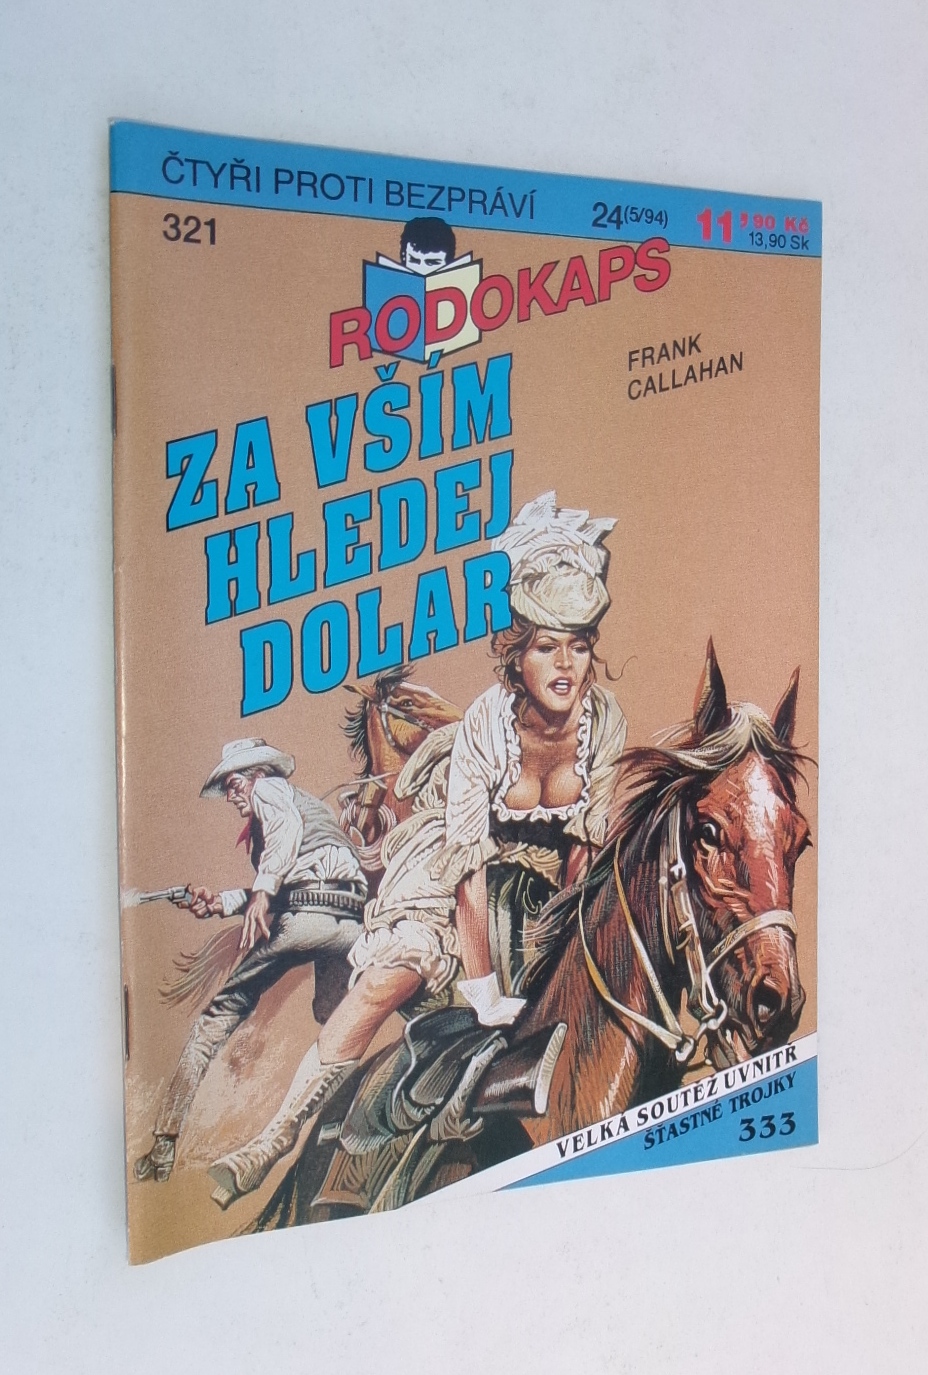 ČTYŘI PROTI BEZPRÁVÍ
24(5/94)
11,90 Kč
13,90 Sk
321
RODOKAPS
FRANK
CALLAHAN
ZA VŠÍM
HLEDEJ
DOLAR
VELKÁ SOUTĚŽ UVNITŘ
ŠŤASTNÉ TROJKY
333